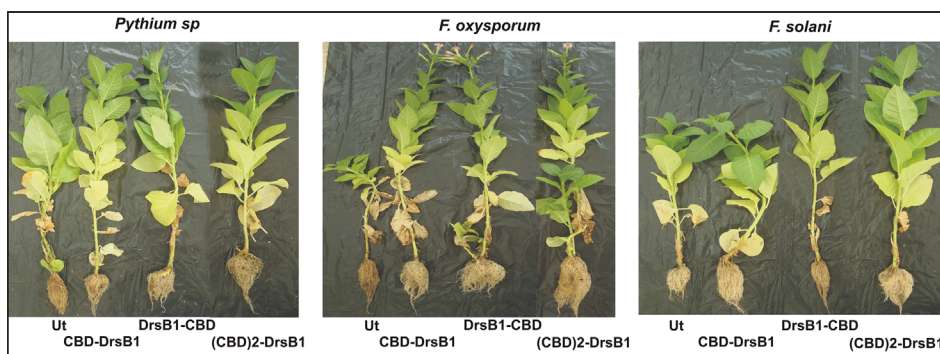 Pythium sp
F. oxysporum
F. solani
Ut
DrsB1-CBD
CBD-DrsB1
(CBD)2-DrsB1
Ut
DrsB1-CBD
CBD-DrsB1
(CBD)2-DrsB1
Ut
DrsB1-CBD
CBD-DrsB1
(CBD)2-DrsB1